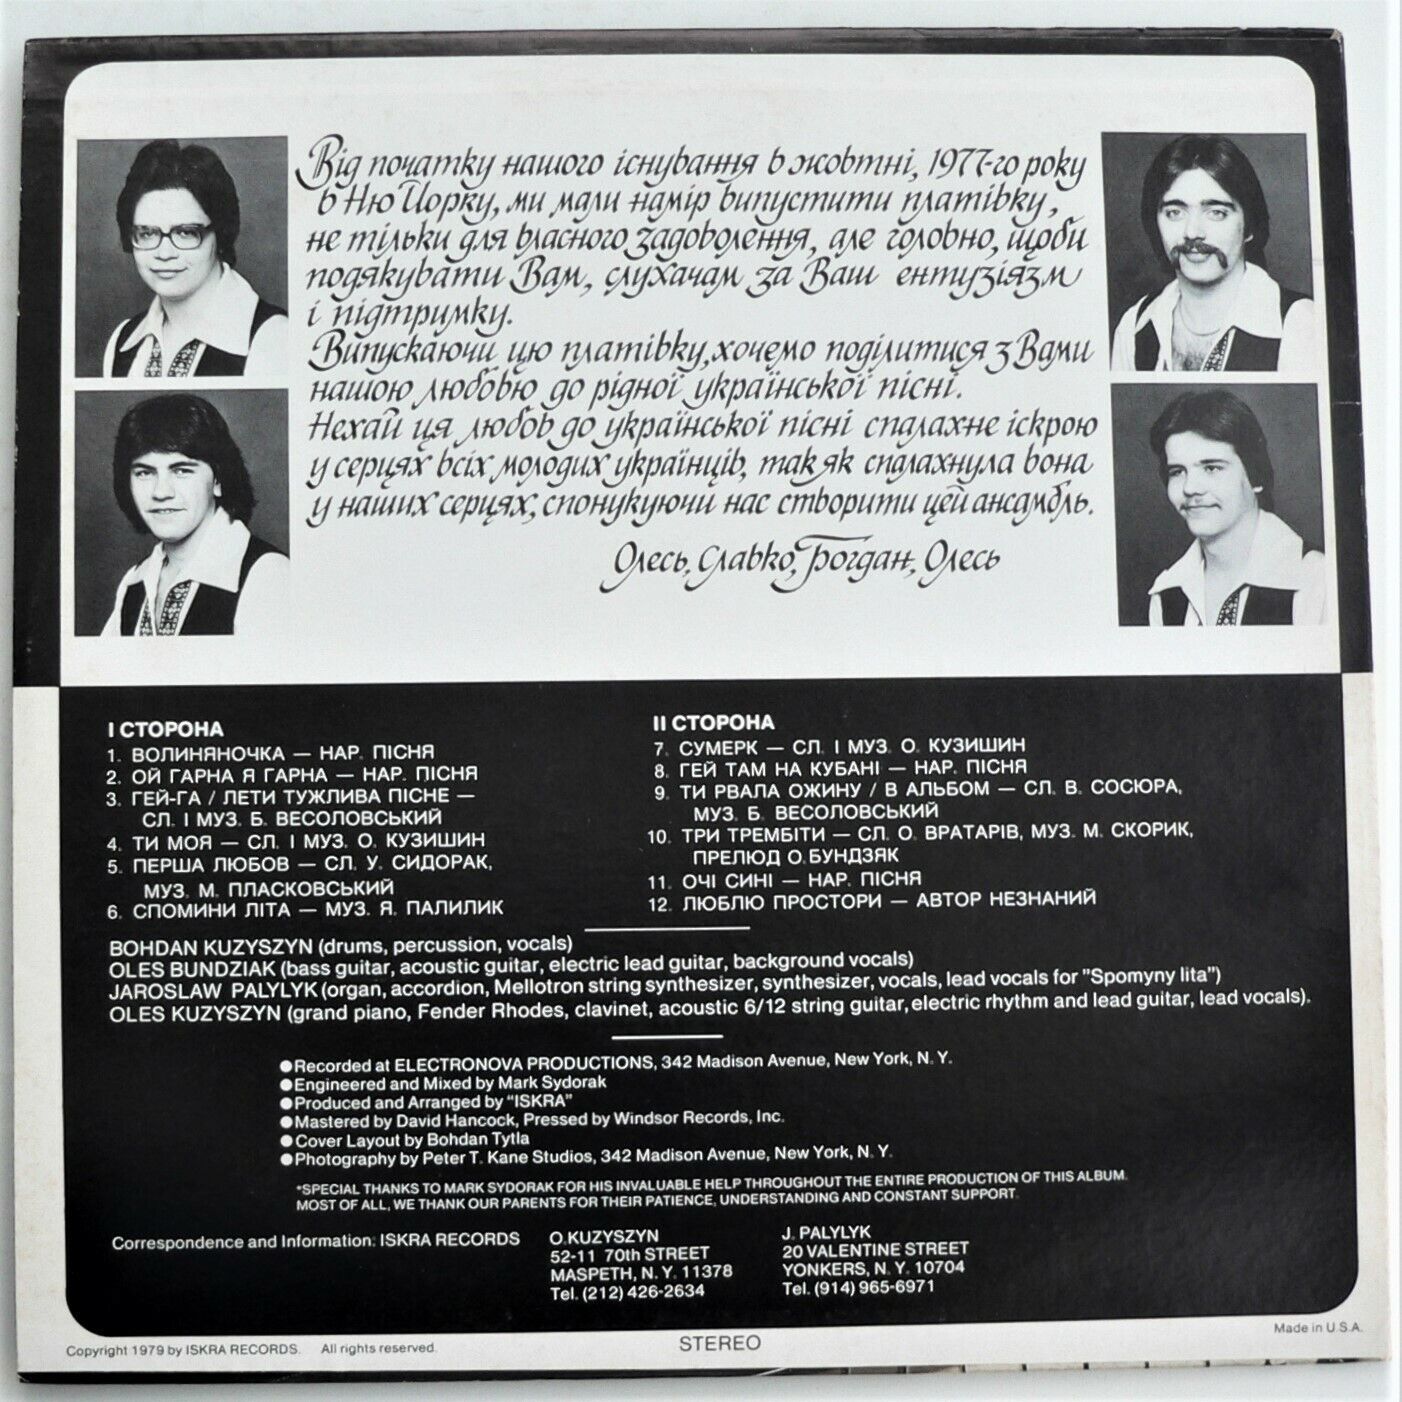 Від початку нашого існування в жовтні, 1977-го року
в Ню Йорку, ми мали намір випустити платівку,
не тільки для власного задоволення, але головно, щоби
подякувати Вам, слухачам за Ваш ентузіязм
і підтримку.
Випускаючи цю платівку, хочемо поділитися з Вами
нашою любовю до рідної української пісні.
Нехай ця любов до української пісні спалахне іскрою
у серцях всіх молодих українців, так як спалахнула вона
у наших серцях, спонукуючи нас створити цей ансамбль.
Олесь, Славко, Богдан, Олесь
I СТОРОНА
1. ВОЛИНЯНОЧКА — НАР. ПІСНЯ
2. ОЙ ГАРНА Я ГАРНА — НАР. ПІСНЯ
3. ГЕЙ-ГА / ЛЕТИ ТУЖЛИВА ПІСНЕ —
СЛ. І МУЗ. Б. ВЕСОЛОВСЬКИЙ
4. ТИ МОЯ — СЛ. І МУЗ. О. КУЗИШИН
5. ПЕРША ЛЮБОВ — СЛ. У. СИДОРАК,
МУЗ. М. ПЛАСКОВСЬКИЙ
6. СПОМИНИ ЛІТА — МУЗ. Я. ПАЛИЛИК
II СТОРОНА
7. СУМЕРК — СЛ. І МУЗ. О. КУЗИШИН
8. ГЕЙ ТАМ НА КУБАНІ — НАР. ПІСНЯ
9. ТИ РВАЛА ОЖИНУ / В АЛЬБОМ — СЛ. В. СОСЮРА,
МУЗ. Б. ВЕСОЛОВСЬКИЙ
10. ТРИ ТРЕМБІТИ — СЛ. О. ВРАТАРІВ, МУЗ. М. СКОРИК,
ПРЕЛЮД О. БУНДЗЯК
11. ОЧІ СИНІ — НАР. ПІСНЯ
12. ЛЮБЛЮ ПРОСТОРИ — АВТОР НЕЗНАНИЙ
BOHDAN KUZYSZYN (drums, percussion, vocals)
OLES BUNDZIAK (bass guitar, acoustic guitar, electric lead guitar, background vocals)
JAROSLAW PALYLYK (organ, accordion, Mellotron string synthesizer, synthesizer, vocals, lead vocals for "Spomyny lita")
OLES KUZYSZYN (grand piano, Fender Rhodes, clavinet, acoustic 6/12 string guitar, electric rhythm and lead guitar, lead vocals).
●Recorded at ELECTRONOVA PRODUCTIONS, 342 Madison Avenue, New York, N.Y.
●Engineered and Mixed by Mark Sydorak
●Produced and Arranged by "ISKRA"
●Mastered by David Hancock, Pressed by Windsor Records, Inc.
●Cover Layout by Bohdan Tytla
●Photography by Peter T. Kane Studios, 342 Madison Avenue, New York, N.Y.
*SPECIAL THANKS TO MARK SYDORAK FOR HIS INVALUABLE HELP THROUGHOUT THE ENTIRE PRODUCTION OF THIS ALBUM.
MOST OF ALL, WE THANK OUR PARENTS FOR THEIR PATIENCE, UNDERSTANDING AND CONSTANT SUPPORT.
Correspondence and Information: ISKRA RECORDS
O.KUZYSZYN
52-11 70th STREET
MASPETH, N.Y. 11378
Tel. (212) 426-2634
J. PALYLYK
20 VALENTINE STREET
YONKERS, N.Y. 10704
Tel. (914) 965-6971
Copyright 1979 by ISKRA RECORDS. All rights reserved.
STEREO
Made in U.S.A.